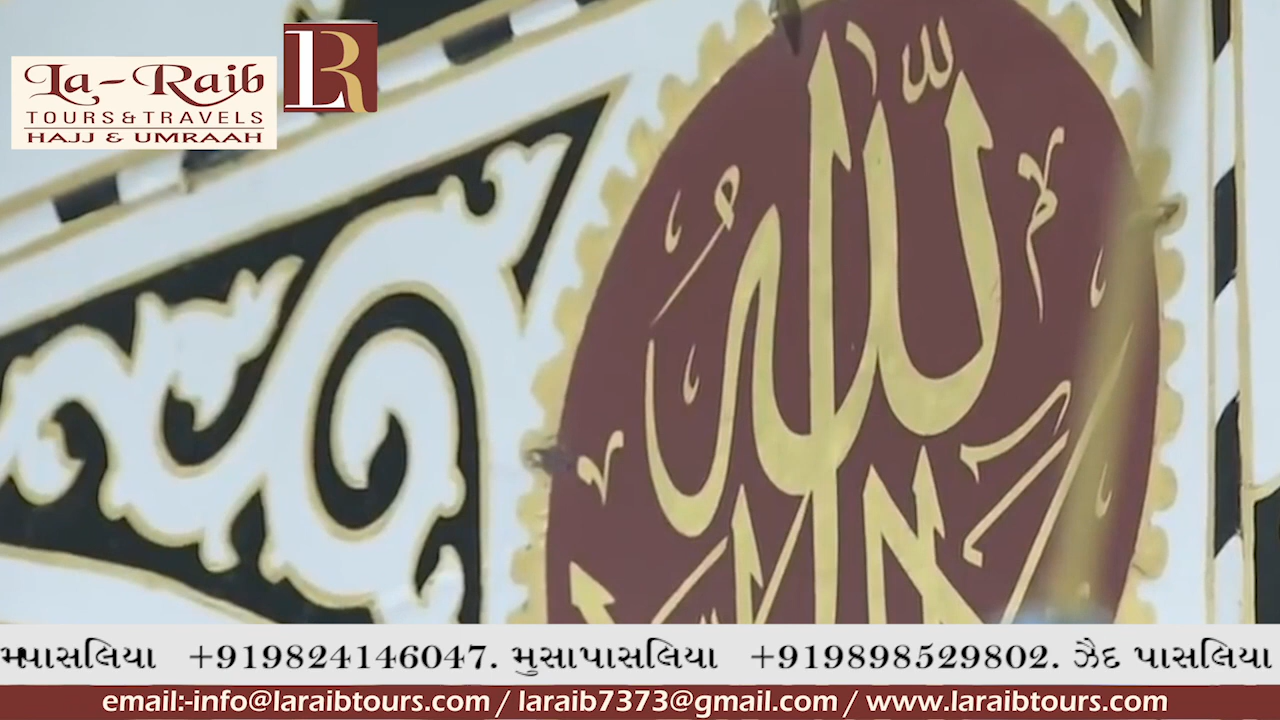 La-Raib
TOURS & TRAVELS
HAJJ & UMRAAH
LR
الله
પાસલિયા +919824146047. મુસાપાસલિયા +919898529802. ઝૈદ પાસલિયા
email:-info@laraibtours.com / laraib7373@gmail.com / www.laraibtours.com